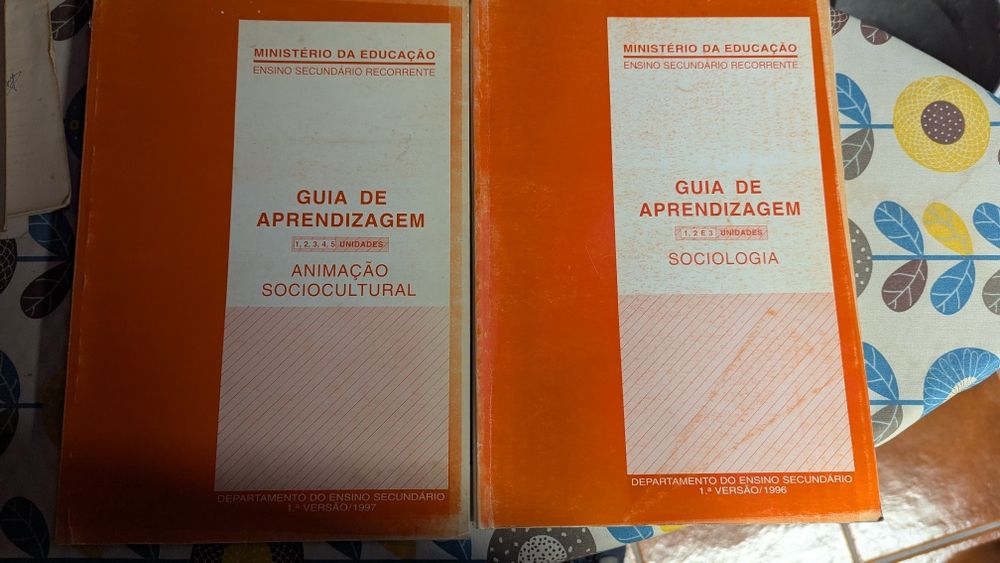 MINISTÉRIO DA EDUCAÇÃO
ENSINO SECUNDÁRIO RECORRENTE
GUIA DE
APRENDIZAGEM
1, 2, 3, 4, 5 UNIDADES
ANIMAÇÃO
SOCIOCULTURAL
DEPARTAMENTO DO ENSINO SECUNDÁRIO
1.ª VERSÃO/1997
MINISTÉRIO DA EDUCAÇÃO
ENSINO SECUNDÁRIO RECORRENTE
GUIA DE
APRENDIZAGEM
1, 2 E 3 UNIDADES
SOCIOLOGIA
DEPARTAMENTO DO ENSINO SECUNDÁRIO
1.ª VERSÃO/1996